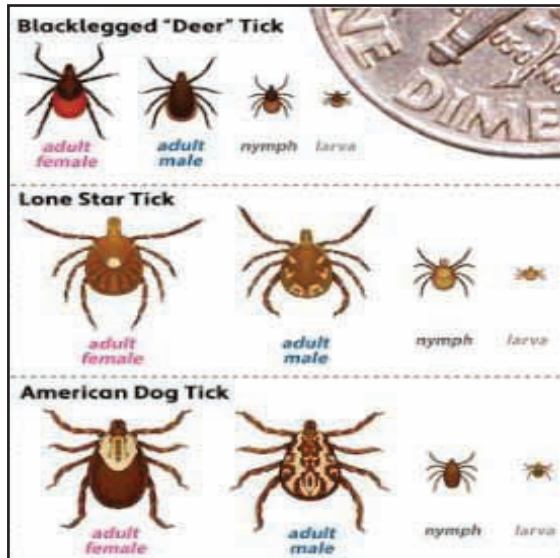 Blacklegged "Deer" Tick
NE DIME
adult female
adult male
nymph
larva
Lone Star Tick
adult female
adult male
nymph
larva
American Dog Tick
adult female
adult male
nymph
larva